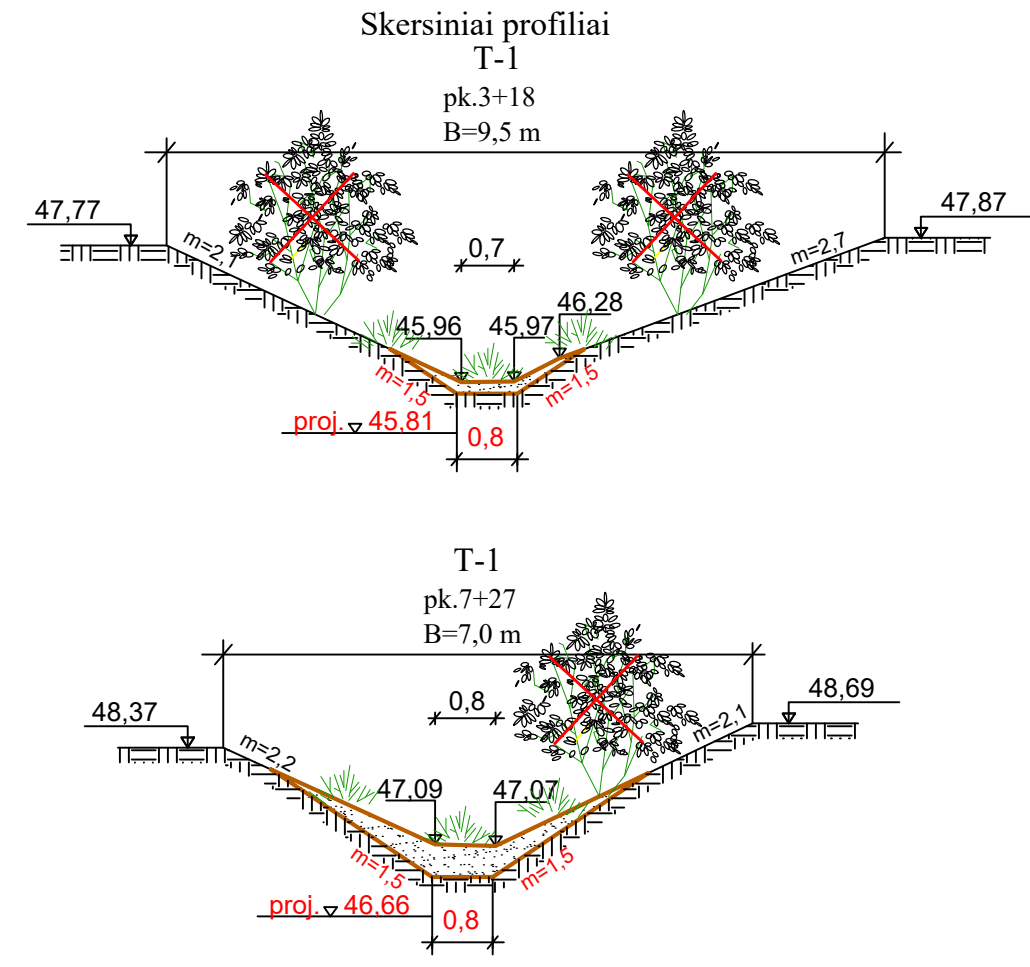 Skersiniai profiliai
T-1
pk.3+18
B=9,5 m
47,77
47,87
m=2,1
m=2,7
0,7
46,28
45,96
45,97
m=1,5
m=1,5
proj. 45,81
0,8
T-1
pk.7+27
B=7,0 m
48,37
48,69
0,8
m=2,2
m=2,1
47,09
47,07
m=1,5
m=1,5
proj. 46,66
0,8